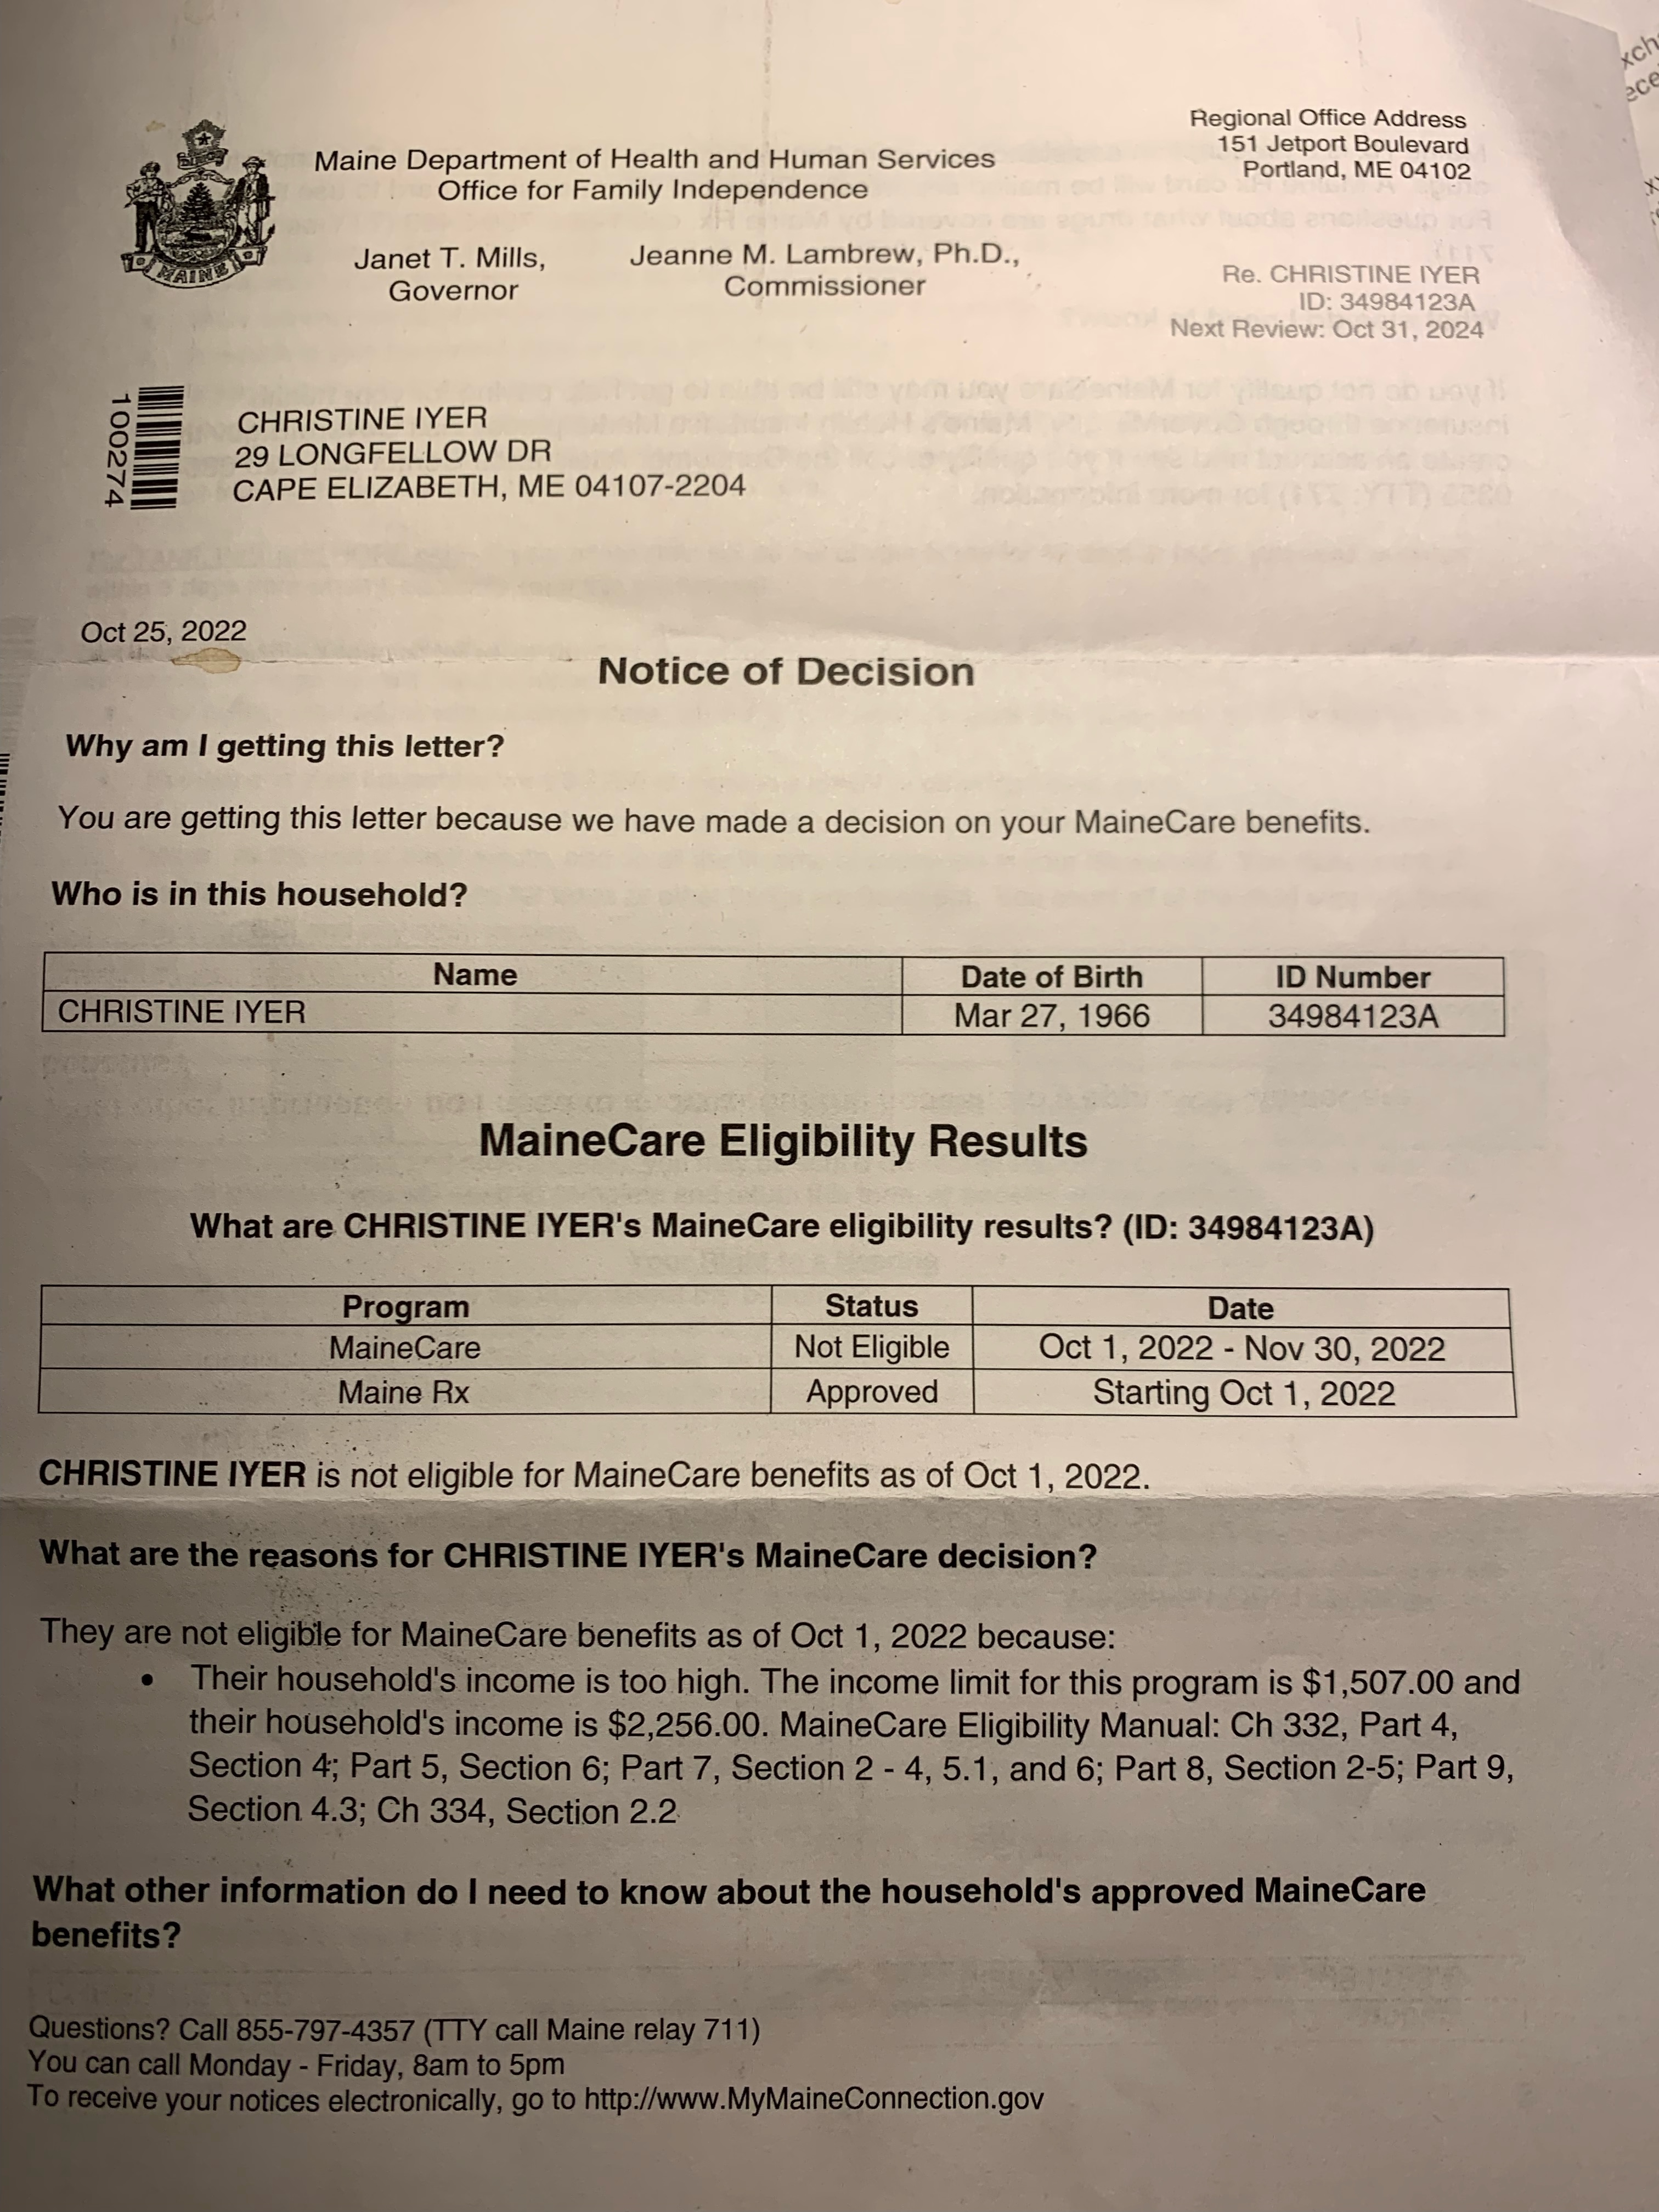 Regional Office Address
151 Jetport Boulevard
Portland, ME 04102
Maine Department of Health and Human Services
Office for Family Independence
Janet T. Mills,
Governor
Jeanne M. Lambrew, Ph.D.,
Commissioner
MAINE
Re. CHRISTINE IYER
ID: 34984123A
Next Review: Oct 31, 2024
100274
CHRISTINE IYER
29 LONGFELLOW DR
CAPE ELIZABETH, ME 04107-2204
Oct 25, 2022
Notice of Decision
Why am I getting this letter?
You are getting this letter because we have made a decision on your MaineCare benefits.
Who is in this household?
Name Date of Birth ID Number
CHRISTINE IYER Mar 27, 1966 34984123A
MaineCare Eligibility Results
What are CHRISTINE IYER's MaineCare eligibility results? (ID: 34984123A)
Program Status Date
MaineCare Not Eligible Oct 1, 2022 - Nov 30, 2022
Maine Rx Approved Starting Oct 1, 2022
CHRISTINE IYER is not eligible for MaineCare benefits as of Oct 1, 2022.
What are the reasons for CHRISTINE IYER's MaineCare decision?
They are not eligible for MaineCare benefits as of Oct 1, 2022 because:
• Their household's income is too high. The income limit for this program is $1,507.00 and
their household's income is $2,256.00. MaineCare Eligibility Manual: Ch 332, Part 4,
Section 4; Part 5, Section 6; Part 7, Section 2 - 4, 5.1, and 6; Part 8, Section 2-5; Part 9,
Section 4.3; Ch 334, Section 2.2
What other information do I need to know about the household's approved MaineCare
benefits?
Questions? Call 855-797-4357 (TTY call Maine relay 711)
You can call Monday - Friday, 8am to 5pm
To receive your notices electronically, go to http://www.MyMaineConnection.gov